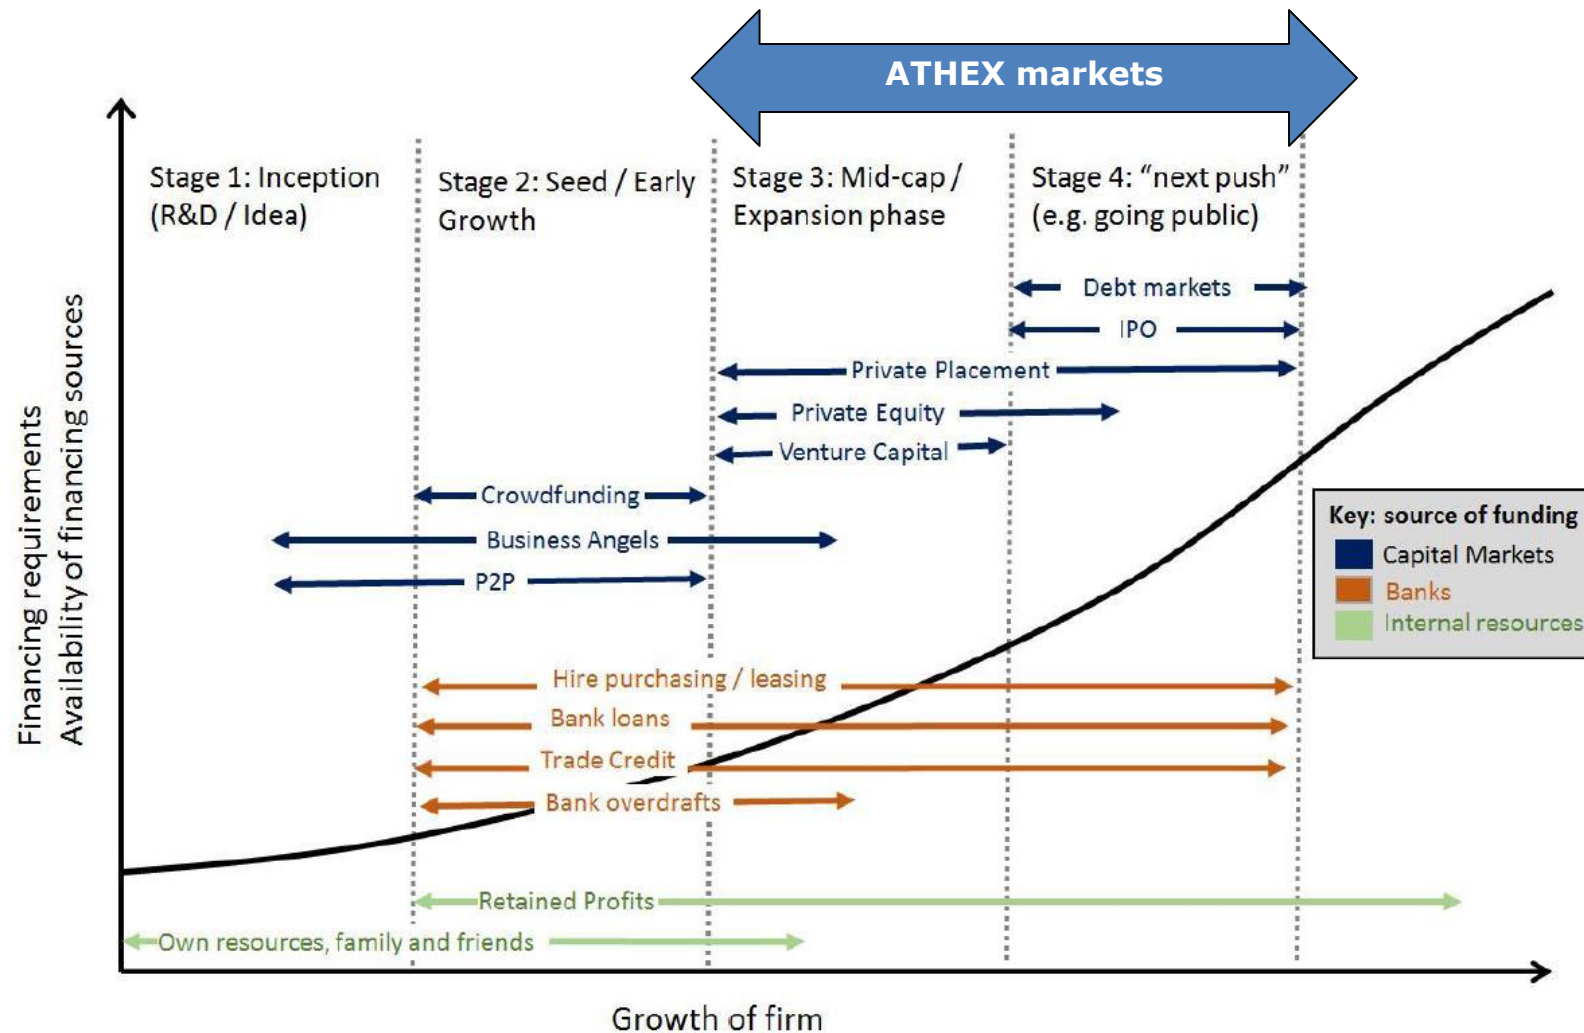 ATHEX markets
Stage 1: Inception
(R&D / Idea)
Stage 2: Seed / Early
Growth
Stage 3: Mid-cap /
Expansion phase
Stage 4: “next push”
(e.g. going public)
Debt markets
IPO
Private Placement
Private Equity
Venture Capital
Crowdfunding
Business Angels
P2P
Hire purchasing / leasing
Bank loans
Trade Credit
Bank overdrafts
Retained Profits
Own resources, family and friends
Financing requirements
Availability of financing sources
Growth of firm
Key: source of funding
Capital Markets
Banks
Internal resources